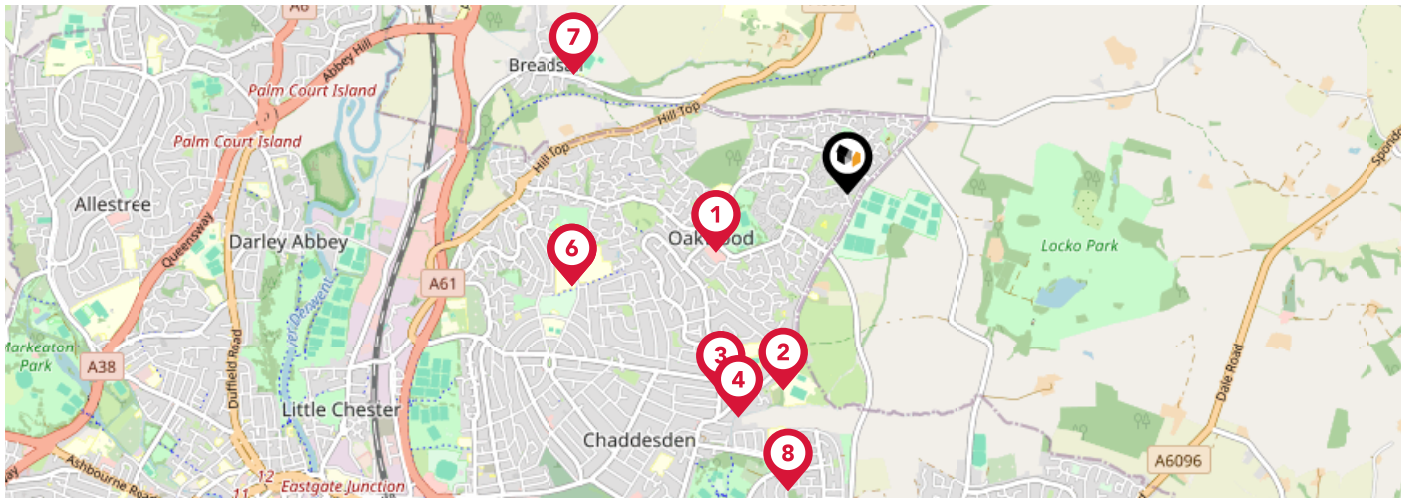 A6
7
Breadsall
Abbey Hill
Palm Court Island
Hill Top
Palm Court Island
Hill Top
Allestree
1
Oakwood
Queensway
Darley Abbey
6
Locko Park
A61
Markeaton
Park
A38
Duffield Road
3
2
4
Dale Road
Little Chester
Chaddesden
8
A6096
Ashbourne Road
12
11
Eastgate Junction